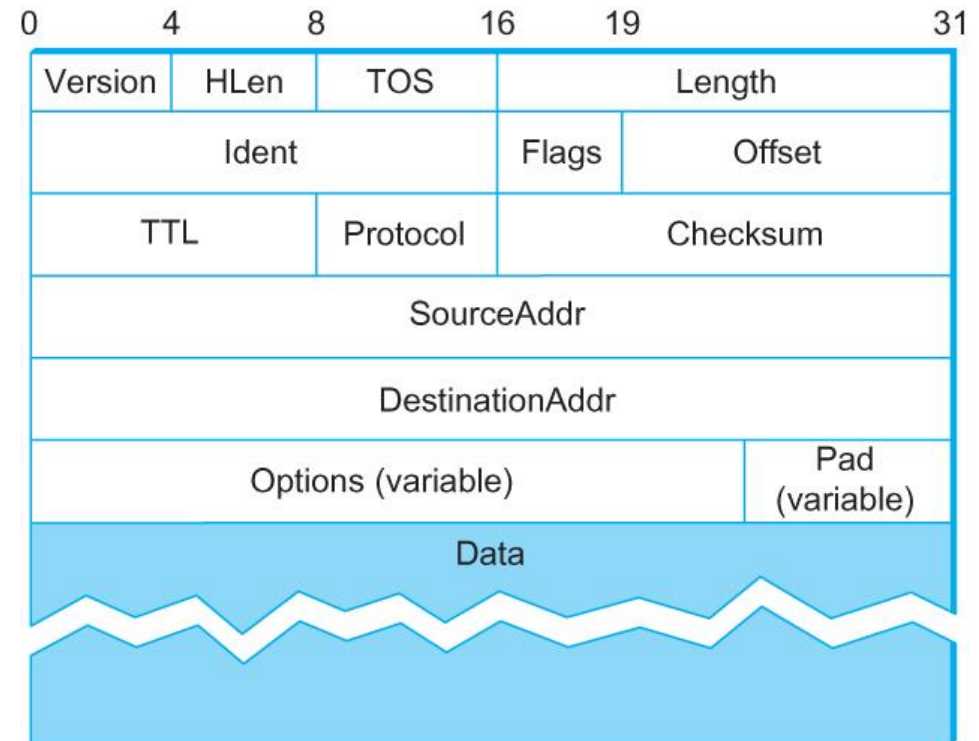 0 4 8 16 19 31
Version HLen TOS Length
Ident Flags Offset
TTL Protocol Checksum
SourceAddr
DestinationAddr
Options (variable) Pad
(variable)
Data